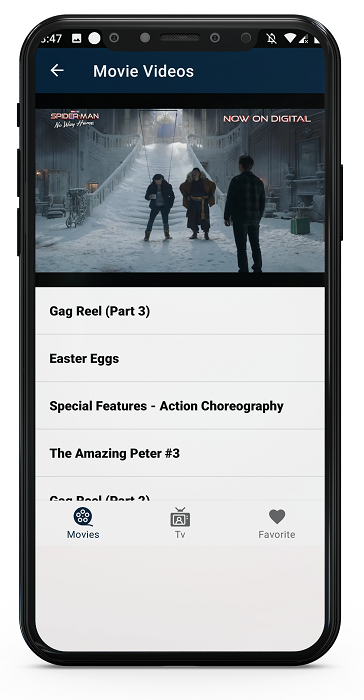 5:47
Movie Videos
SPIDER-MAN
No Way Home
NOW ON DIGITAL
Gag Reel (Part 3)
Easter Eggs
Special Features - Action Choreography
The Amazing Peter #3
Gag Reel (Part 2)
Movies
Tv
Favorite